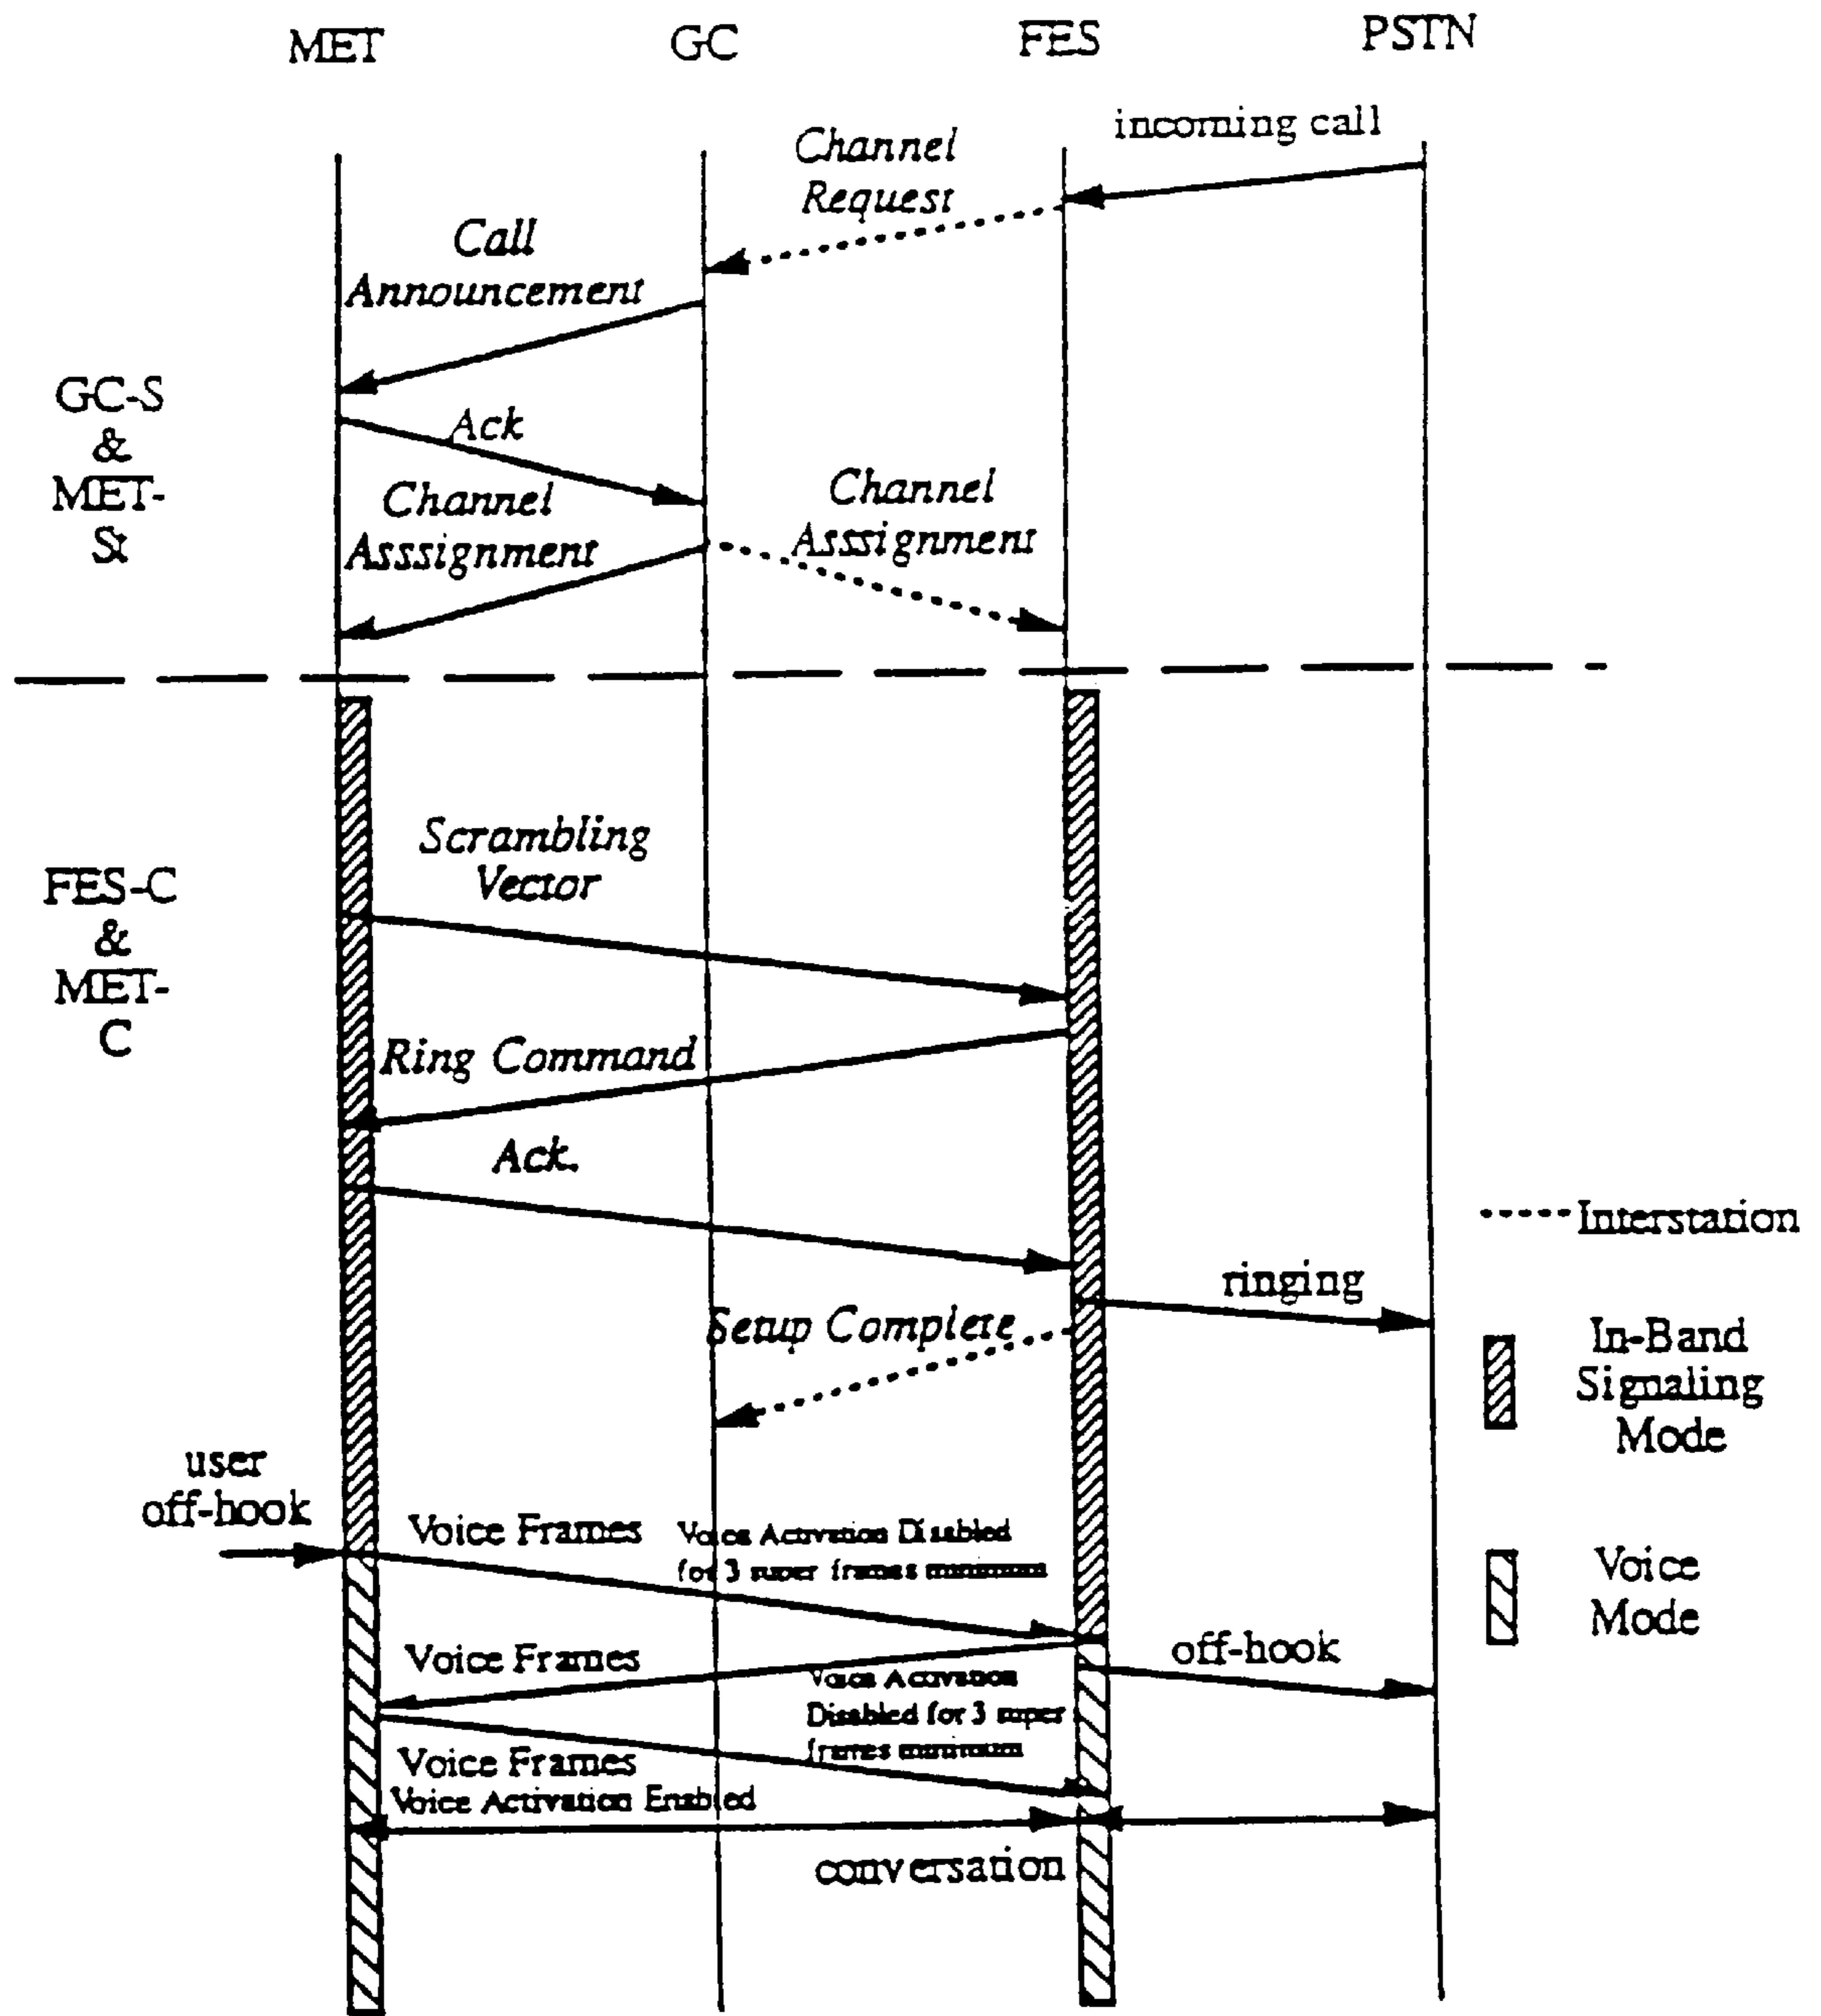 MET GC FES PSTN
incoming call
Channel
Request
Call
Announcement
GC-S
&
MET-
St
Ack
Channel
Asssignment
Channel
Asssignment
FES-C
&
MET-
C
Scrambling
Vector
Ring Command
Ack.
Interstation
ringing
Setup Complete
In-Band
Signaling
Mode
user
off-hook
Voice Frames
Voice Activation Disabled
for 3 super frames minimum
Voice
Mode
Voice Frames
off-hook
Voice Activation
Disabled for 3 super
frames minimum
Voice Frames
Voice Activation Enabled
conversation